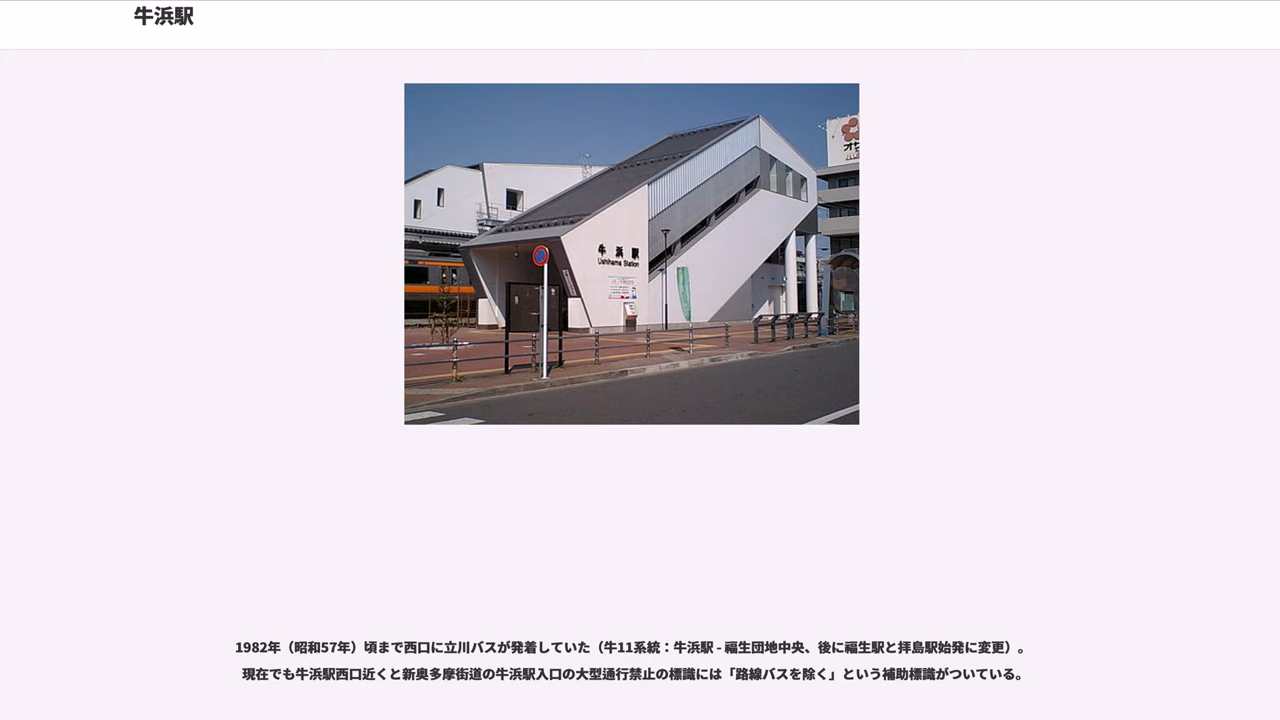 牛浜駅
牛浜駅
Ushihama Station
1982年（昭和57年）頃まで西口に立川バスが発着していた（牛11系統：牛浜駅 - 福生団地中央、後に福生駅と拝島駅始発に変更）。
現在でも牛浜駅西口近くと新奥多摩街道の牛浜駅入口の大型通行禁止の標識には「路線バスを除く」という補助標識がついている。